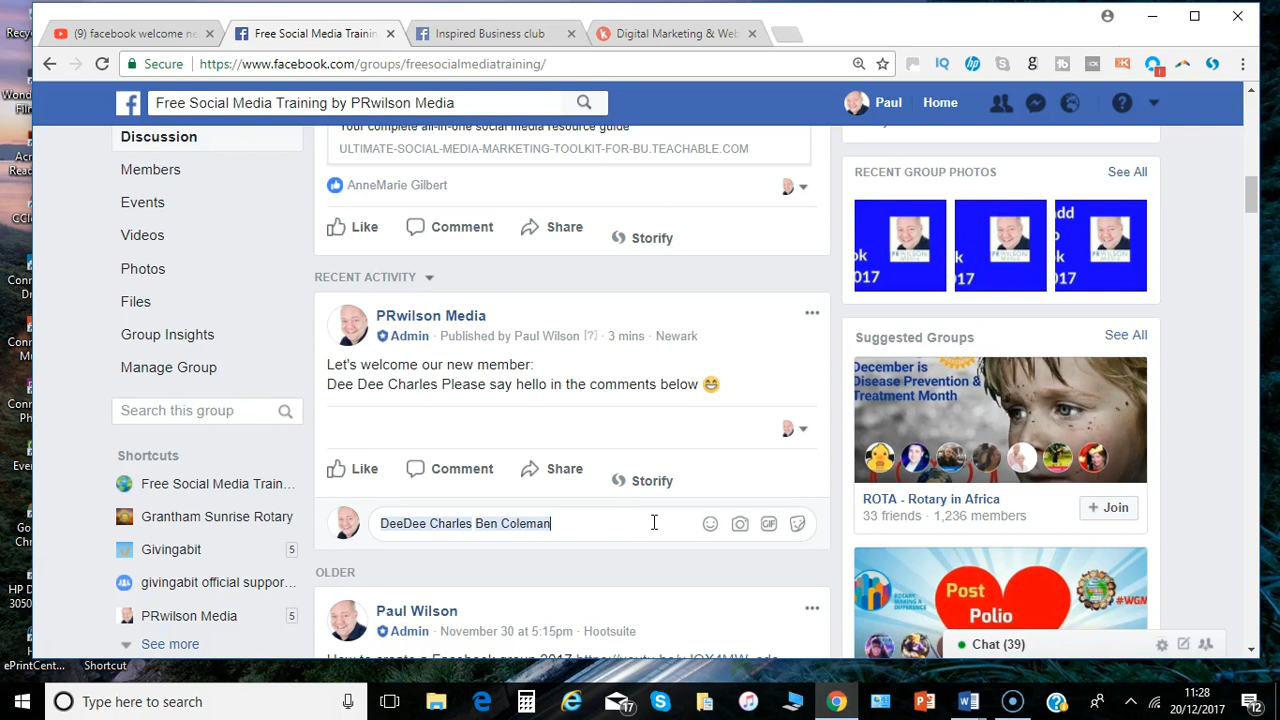 (9) facebook welcome ne
Free Social Media Trainin
Inspired Business club
Digital Marketing & Web
Secure
https://www.facebook.com/groups/freesocialmediatraining/
Free Social Media Training by PRwilson Media
Paul
Home
Discussion
Members
Events
Videos
Photos
Files
Group Insights
Manage Group
Search this group
Shortcuts
Free Social Media Train...
Grantham Sunrise Rotary
Givingabit 5
givingabit official suppor...
PRwilson Media 5
See more
Your complete all-in-one social media resource guide
ULTIMATE-SOCIAL-MEDIA-MARKETING-TOOLKIT-FOR-BU.TEACHABLE.COM
AnneMarie Gilbert
Like Comment Share Storify
RECENT ACTIVITY
PRwilson Media
Admin · Published by Paul Wilson [?] · 3 mins · Newark
Let's welcome our new member:
Dee Dee Charles Please say hello in the comments below 😁
Like Comment Share Storify
DeeDee Charles Ben Coleman
GIF
OLDER
Paul Wilson
Admin · November 30 at 5:15pm · Hootsuite
RECENT GROUP PHOTOS See All
2017
2017
Suggested Groups See All
December is
Disease Prevention &
Treatment Month
ROTA - Rotary in Africa
33 friends · 1,236 members
+ Join
Post
Polio
#WGM
Chat (39)
ePrintCent...
Shortcut
Type here to search
17
11:28
20/12/2017
12